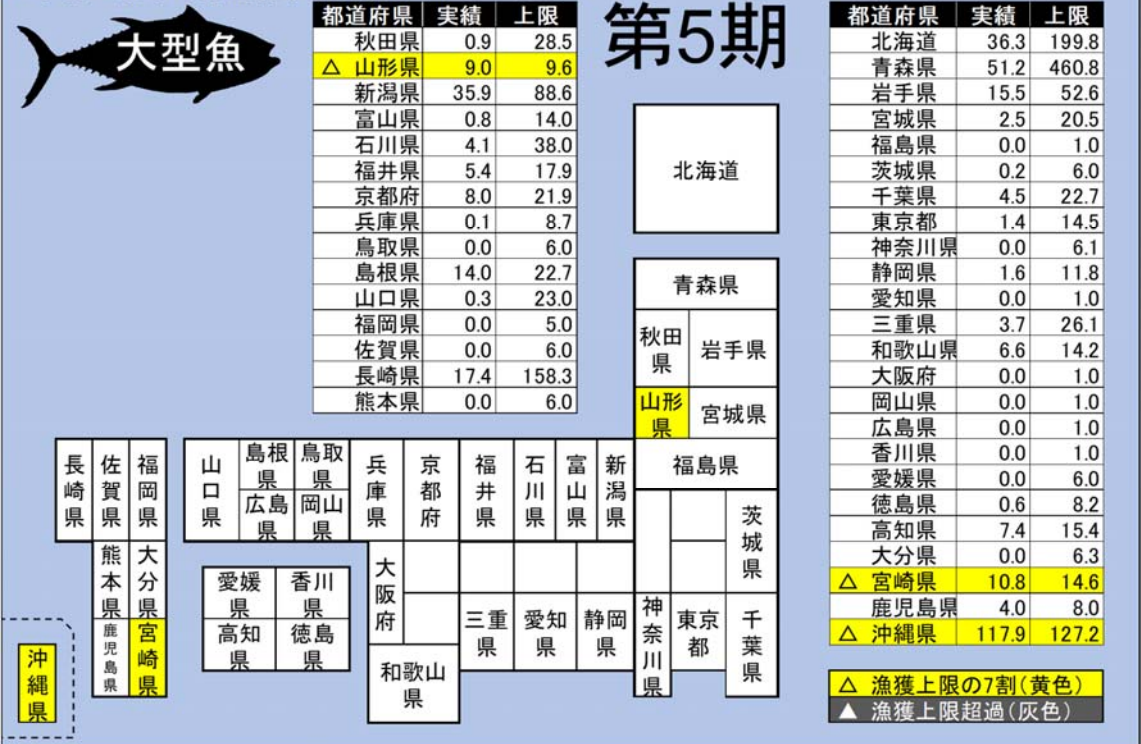 大型魚
第5期
都道府県 実績 上限
秋田県 0.9 28.5
△ 山形県 9.0 9.6
新潟県 35.9 88.6
富山県 0.8 14.0
石川県 4.1 38.0
福井県 5.4 17.9
京都府 8.0 21.9
兵庫県 0.1 8.7
鳥取県 0.0 6.0
島根県 14.0 22.7
山口県 0.3 23.0
福岡県 0.0 5.0
佐賀県 0.0 6.0
長崎県 17.4 158.3
熊本県 0.0 6.0
都道府県 実績 上限
北海道 36.3 199.8
青森県 51.2 460.8
岩手県 15.5 52.6
宮城県 2.5 20.5
福島県 0.0 1.0
茨城県 0.2 6.0
千葉県 4.5 22.7
東京都 1.4 14.5
神奈川県 0.0 6.1
静岡県 1.6 11.8
愛知県 0.0 1.0
三重県 3.7 26.1
和歌山県 6.6 14.2
大阪府 0.0 1.0
岡山県 0.0 1.0
広島県 0.0 1.0
香川県 0.0 1.0
愛媛県 0.0 6.0
徳島県 0.6 8.2
高知県 7.4 15.4
大分県 0.0 6.3
△ 宮崎県 10.8 14.6
鹿児島県 4.0 8.0
△ 沖縄県 117.9 127.2
△ 漁獲上限の7割(黄色)
▲ 漁獲上限超過(灰色)
北海道
青森県
秋田県
岩手県
山形県
宮城県
福島県
長崎県
佐賀県
福岡県
山口県
島根県
鳥取県
広島県
岡山県
兵庫県
京都府
福井県
石川県
富山県
新潟県
茨城県
熊本県
大分県
愛媛県
香川県
高知県
徳島県
大阪府
三重県
愛知県
静岡県
神奈川県
東京都
千葉県
鹿児島県
宮崎県
和歌山県
沖縄県